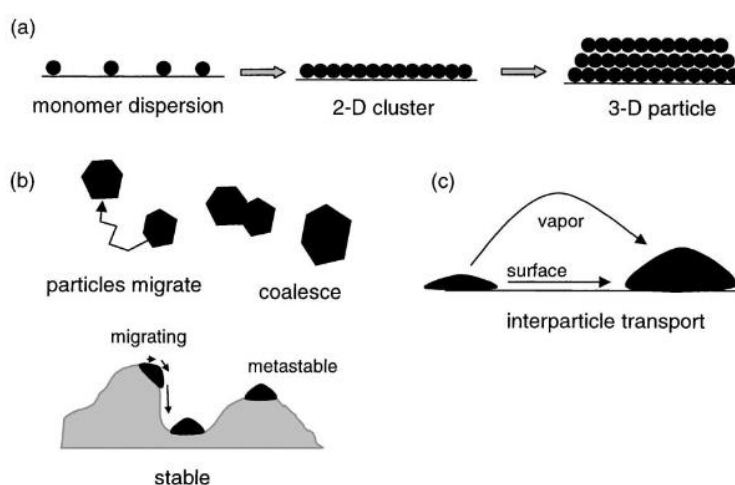 (a)
monomer dispersion
2-D cluster
3-D particle
(b)
particles migrate
coalesce
(c)
vapor
surface
interparticle transport
migrating
metastable
stable